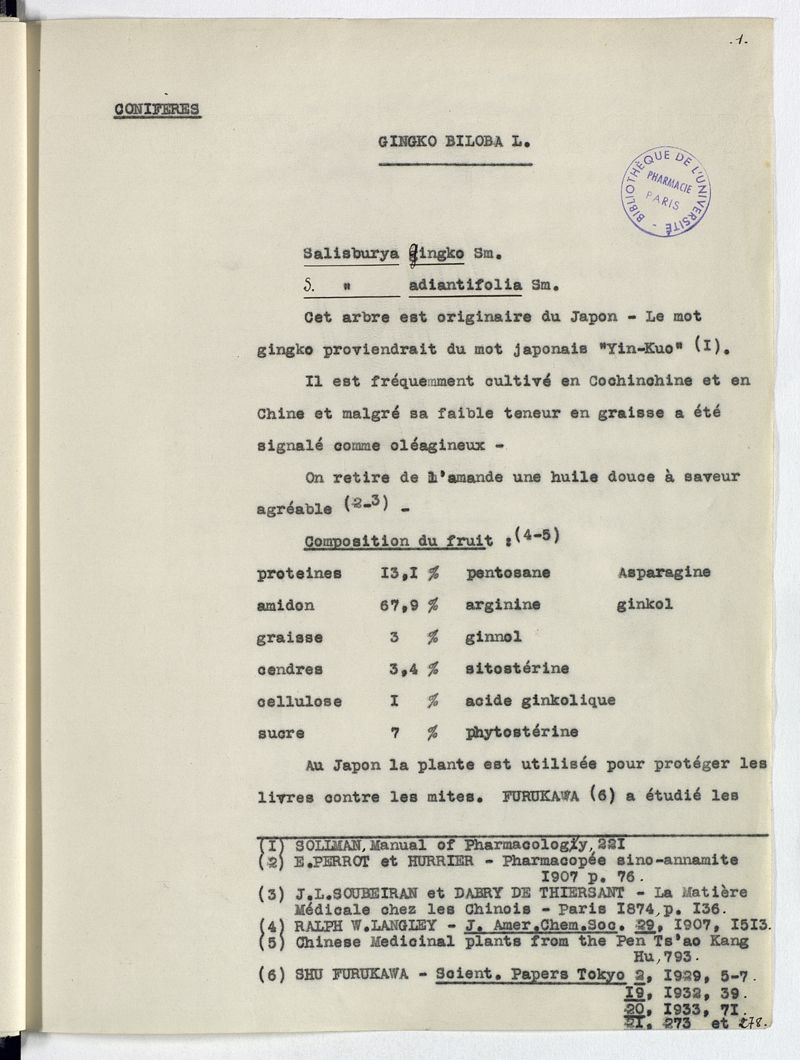 .1.
CONIFERES
GINGKO BILOBA L.
BIBLIOTHÈQUE DE L'UNIVERSITÉ -
PHARMACIE
PARIS
Salisburya gingko Sm.
S. " adiantifolia Sm.
Cet arbre est originaire du Japon - Le mot
gingko proviendrait du mot japonais "Yin-Kuo" (I).
Il est fréquemment cultivé en Cochinchine et en
Chine et malgré sa faible teneur en graisse a été
signalé comme oléagineux -
On retire de l'amande une huile douce à saveur
agréable (2-3) -
Composition du fruit :(4-5)
proteines I3,I % pentosane Asparagine
amidon 67,9 % arginine ginkol
graisse 3 % ginnol
cendres 3,4 % sitostérine
cellulose I % acide ginkolique
sucre 7 % phytostérine
Au Japon la plante est utilisée pour protéger les
livres contre les mites. FURUKAWA (6) a étudié les
(I) SOLLMAN, Manual of Pharmacology, 22I
(2) E.PERROT et HURRIER - Pharmacopée sino-annamite
I907 p. 76.
(3) J.L.SOUBEIRAN et DABRY DE THIERSANT - La Matière
Médicale chez les Chinois - Paris I874, p. I36.
(4) RALPH W.LANGLEY - J. Amer.Chem.Soc. 29, I907, I5I3.
(5) Chinese Medicinal plants from the Pen Ts'ao Kang
Hu, 793.
(6) SHU FURUKAWA - Scient. Papers Tokyo 2, I929, 5-7.
I9, I932, 39.
20, I933, 7I.
2I. 273 et 278.